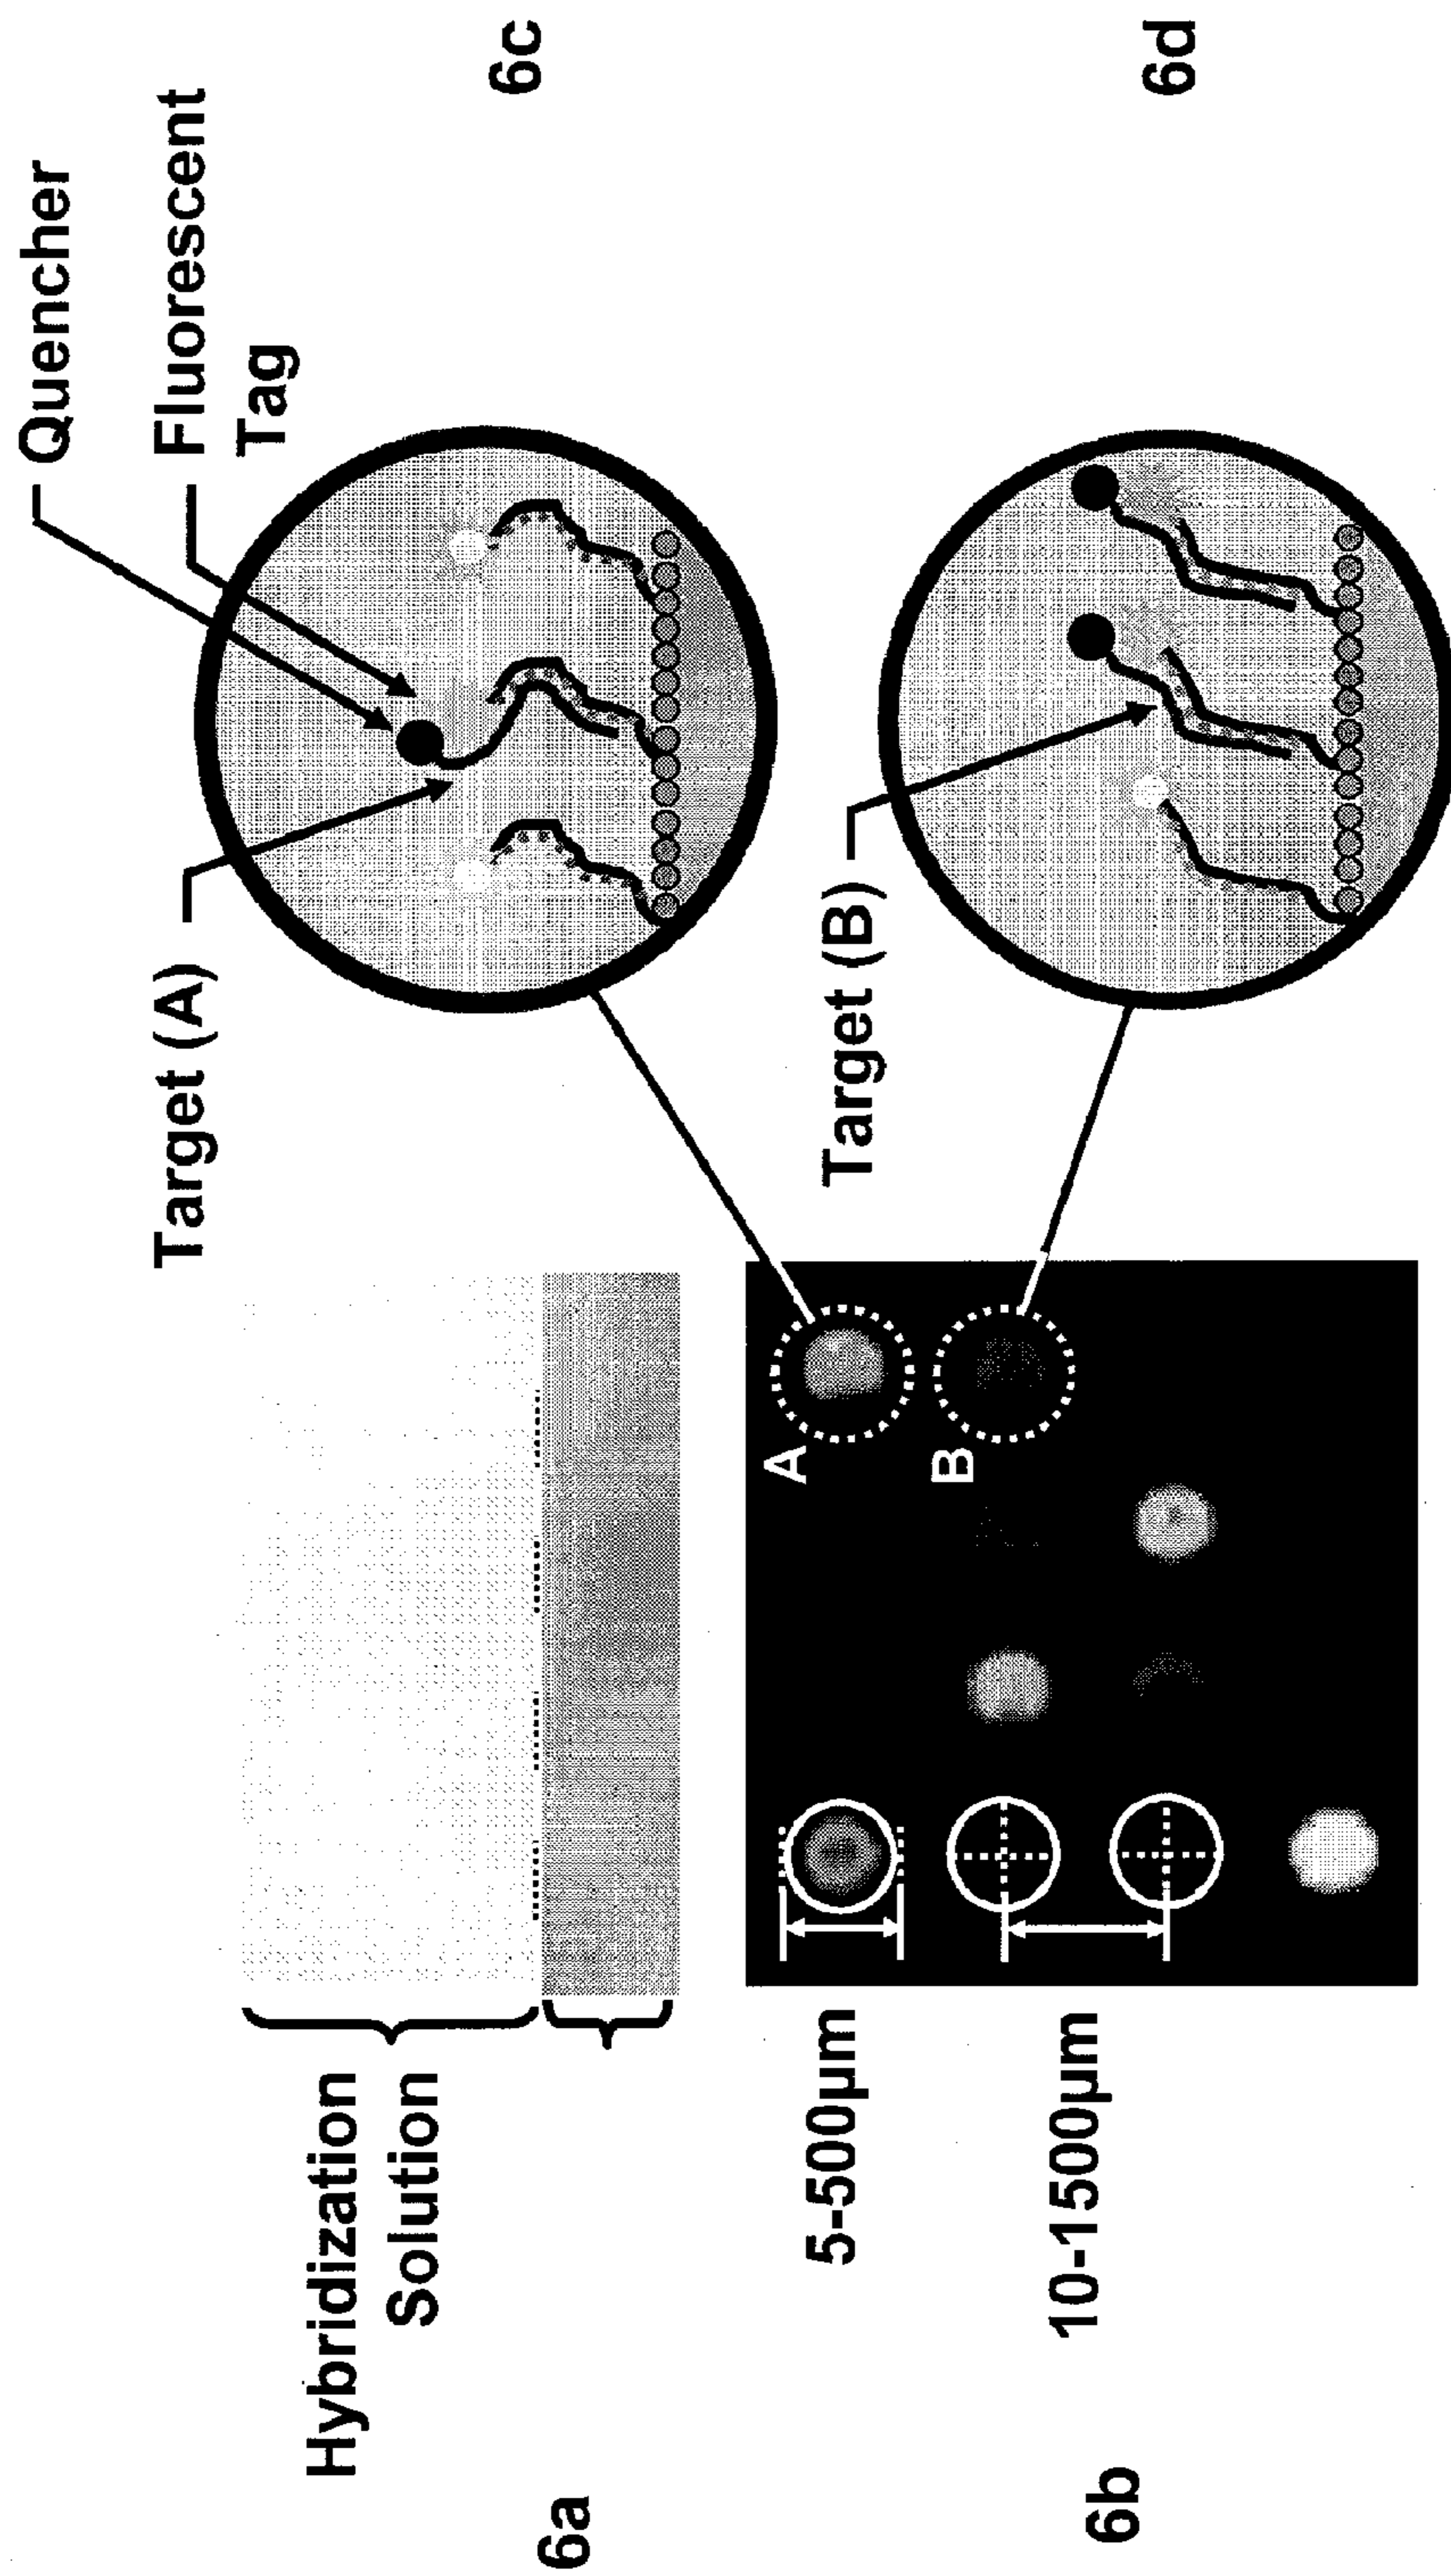 Quencher
Fluorescent
Tag
Target (A)
6c
Hybridization
Solution
6a
Target (B)
6d
A
B
5-500µm
10-1500µm
6b